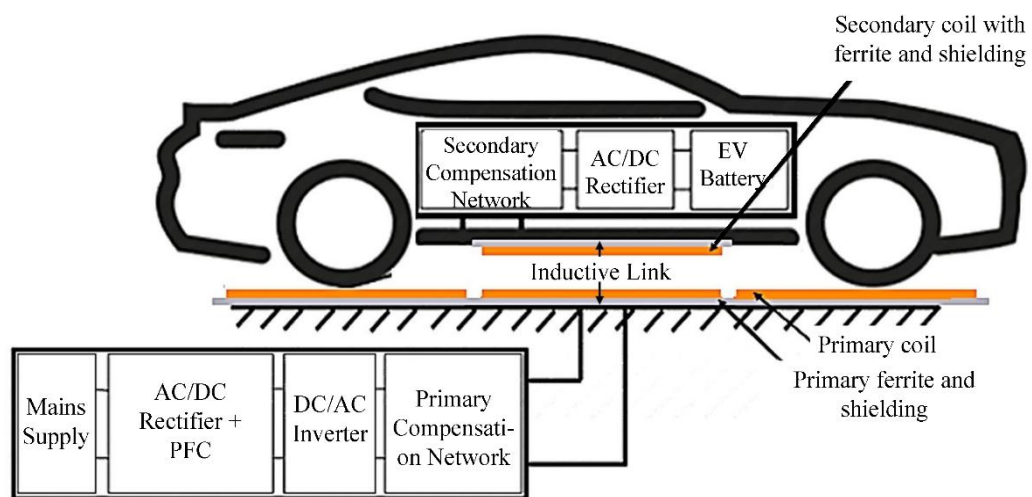 Secondary coil with
ferrite and shielding
Secondary
Compensation
Network
AC/DC
Rectifier
EV
Battery
Inductive Link
Primary coil
Primary ferrite and
shielding
Mains
Supply
AC/DC
Rectifier +
PFC
DC/AC
Inverter
Primary
Compensati-
on Network